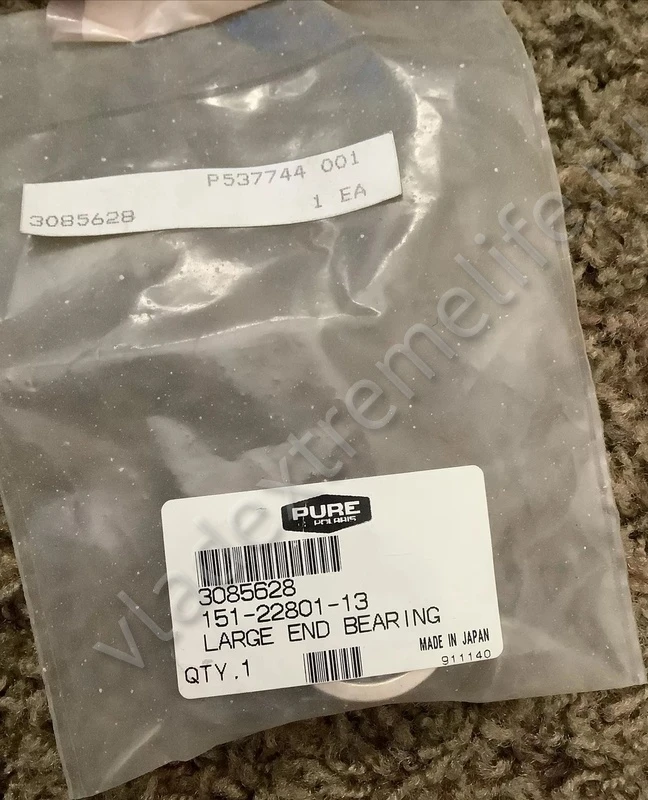 P537744 001
3085628 1 EA
PURE
POLARIS
3085628
151-22801-13
LARGE END BEARING
MADE IN JAPAN
QTY.1
911140
vladextremelife